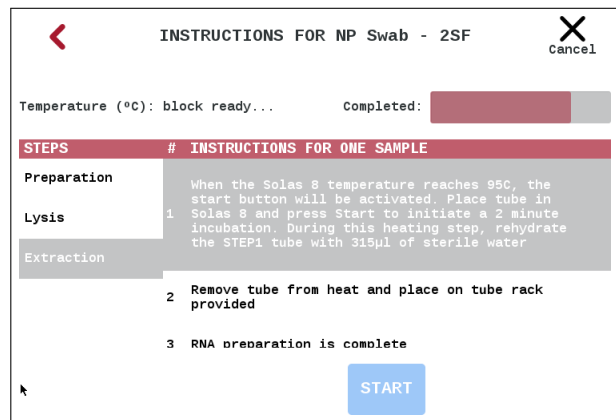 INSTRUCTIONS FOR NP Swab - 2SF
Cancel
Temperature (ºC): block ready...
Completed:
STEPS
# INSTRUCTIONS FOR ONE SAMPLE
Preparation
Lysis
Extraction
1
When the Solas 8 temperature reaches 95C, the
start button will be activated. Place tube in
Solas 8 and press Start to initiate a 2 minute
incubation. During this heating step, rehydrate
the STEP1 tube with 315µl of sterile water
2
Remove tube from heat and place on tube rack
provided
3 RNA preparation is complete
START